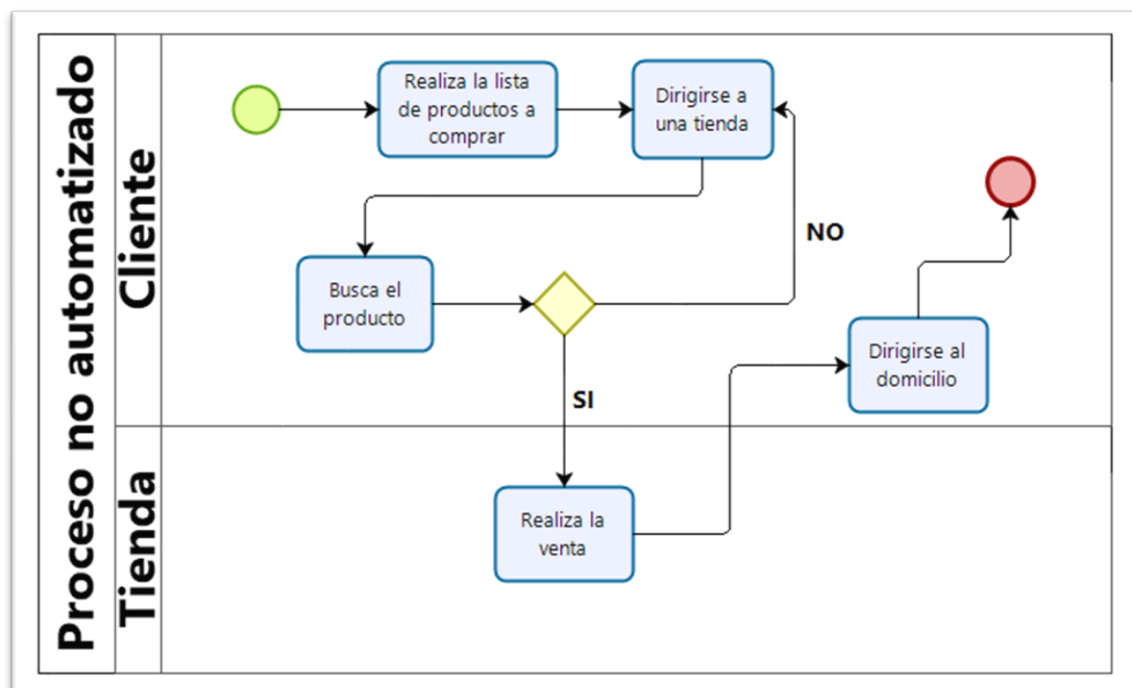 Proceso no automatizado
Cliente
Realiza la lista
de productos a
comprar
Dirigirse a
una tienda
NO
Busca el
producto
SI
Dirigirse al
domicilio
Tienda
Realiza la
venta